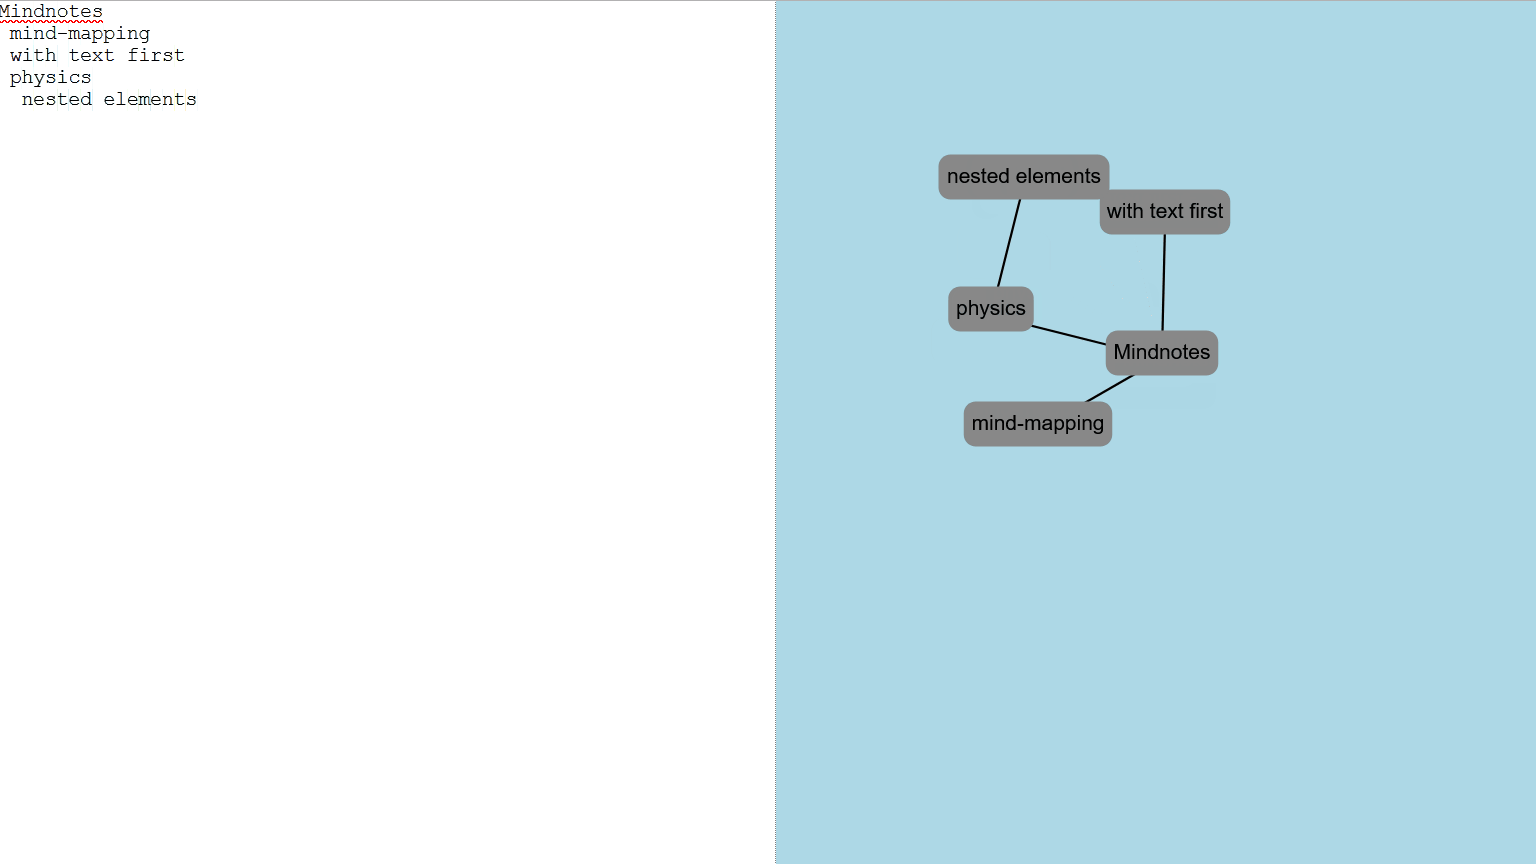 Mindnotes
mind-mapping
with text first
physics
nested elements
nested elements
with text first
physics
Mindnotes
mind-mapping